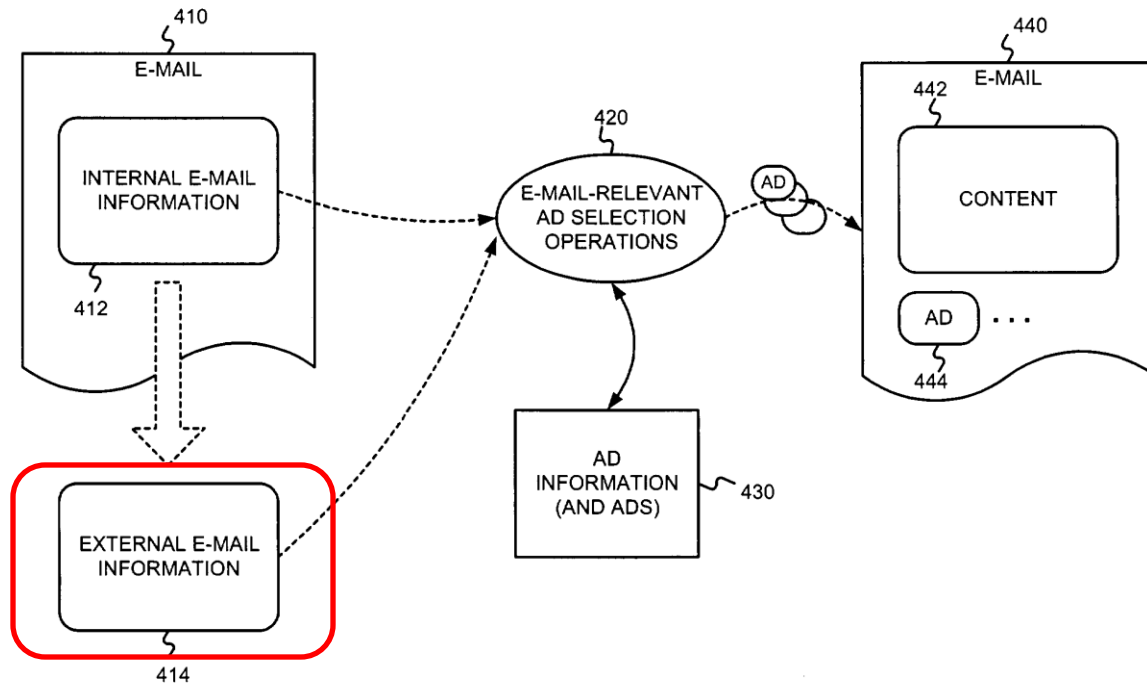 410
E-MAIL
INTERNAL E-MAIL
INFORMATION
412
EXTERNAL E-MAIL
INFORMATION
414
420
E-MAIL-RELEVANT
AD SELECTION
OPERATIONS
AD
AD
INFORMATION
(AND ADS)
430
440
E-MAIL
442
CONTENT
AD ...
444